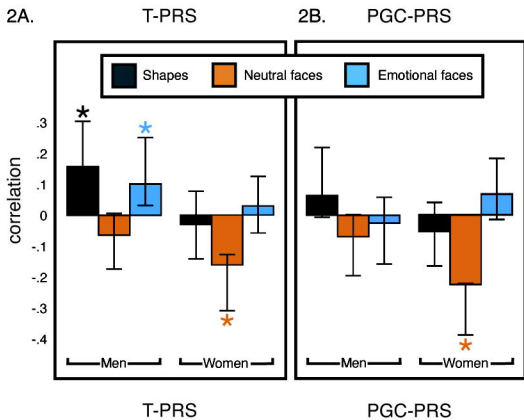 2A.
T-PRS
2B.
PGC-PRS
Shapes
Neutral faces
Emotional faces
correlation
.3
.2
.1
0
-.1
-.2
-.3
-.4
*
*
*
*
Men
Women
Men
Women
T-PRS
PGC-PRS